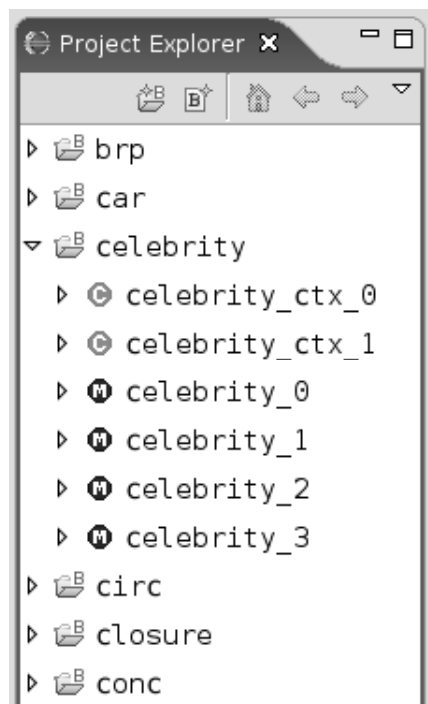 Project Explorer
brp
car
celebrity
celebrity_ctx_0
celebrity_ctx_1
celebrity_0
celebrity_1
celebrity_2
celebrity_3
circ
closure
conc